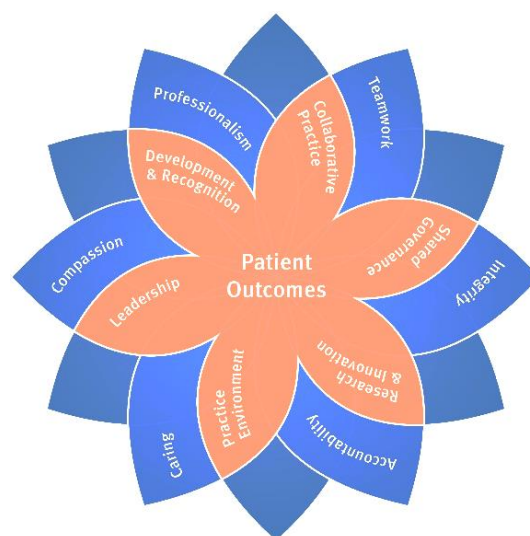 Professionalism
Collaborative
Practice
Teamwork
Development
& Recognition
Shared
Governance
Compassion
Patient
Outcomes
Integrity
Leadership
Research
& Innovation
Practice
Environment
Caring
Accountability